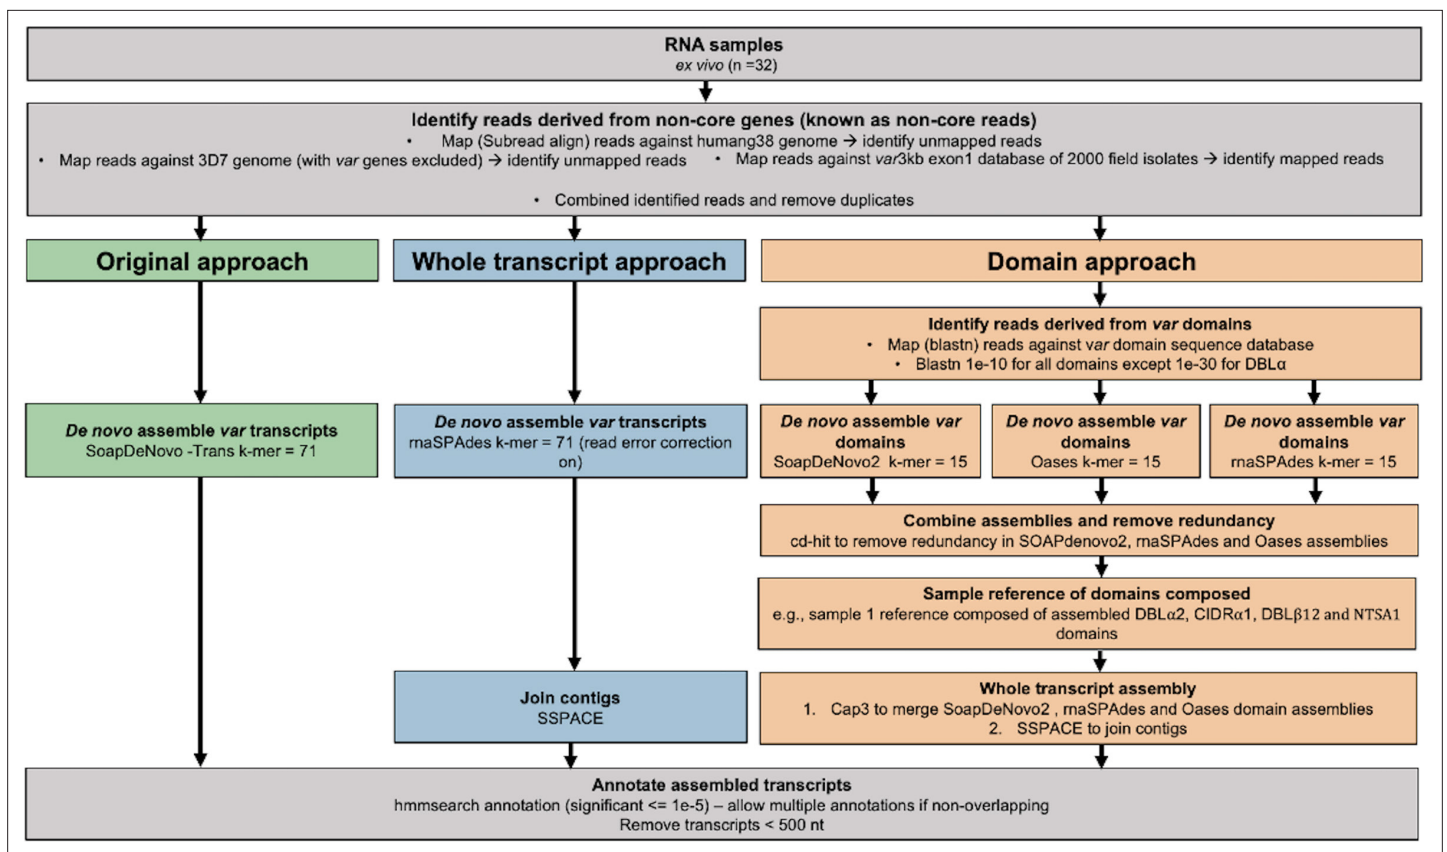 RNA samples
ex vivo (n =32)
Identify reads derived from non-core genes (known as non-core reads)
• Map (Subread align) reads against humang38 genome → identify unmapped reads
• Map reads against 3D7 genome (with var genes excluded) → identify unmapped reads
• Map reads against var3kb exon1 database of 2000 field isolates → identify mapped reads
• Combined identified reads and remove duplicates
Original approach
Whole transcript approach
Domain approach
Identify reads derived from var domains
• Map (blastn) reads against var domain sequence database
• Blastn 1e-10 for all domains except 1e-30 for DBLα
De novo assemble var transcripts
SoapDeNovo -Trans k-mer = 71
De novo assemble var transcripts
rnaSPAdes k-mer = 71 (read error correction
on)
De novo assemble var
domains
SoapDeNovo2 k-mer = 15
De novo assemble var
domains
Oases k-mer = 15
De novo assemble var
domains
rnaSPAdes k-mer = 15
Combine assemblies and remove redundancy
cd-hit to remove redundancy in SOAPdenovo2, rnaSPAdes and Oases assemblies
Sample reference of domains composed
e.g., sample 1 reference composed of assembled DBLα2, CIDRα1, DBLβ12 and NTSA1
domains
Join contigs
SSPACE
Whole transcript assembly
1. Cap3 to merge SoapDeNovo2 , rnaSPAdes and Oases domain assemblies
2. SSPACE to join contigs
Annotate assembled transcripts
hmmsearch annotation (significant <= 1e-5) – allow multiple annotations if non-overlapping
Remove transcripts < 500 nt